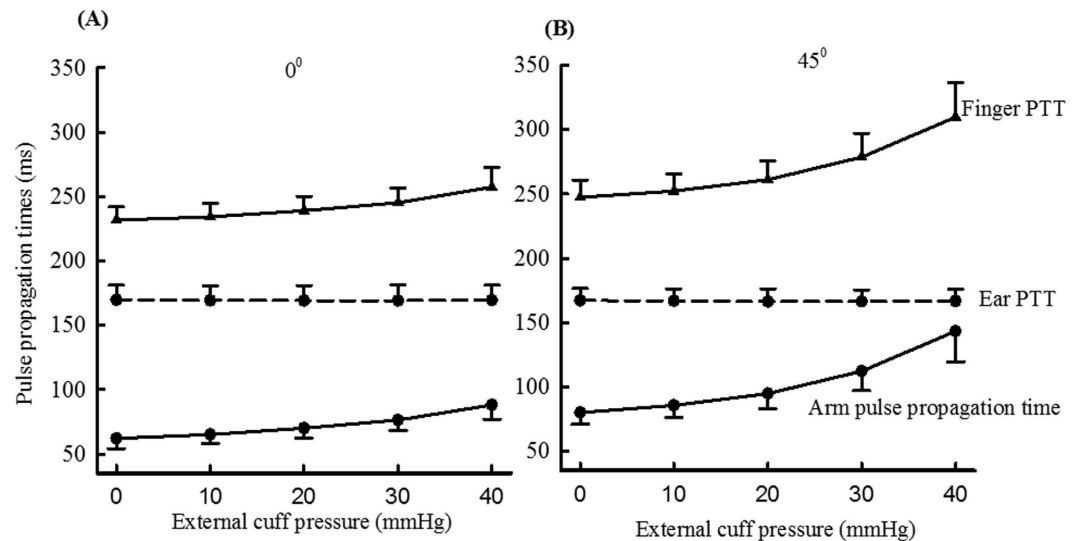 (A)
0⁰
350
300
250
200
150
100
50
Pulse propagation times (ms)
0 10 20 30 40
External cuff pressure (mmHg)
(B)
45⁰
350
300
250
200
150
100
50
Finger PTT
Ear PTT
Arm pulse propagation time
0 10 20 30 40
External cuff pressure (mmHg)